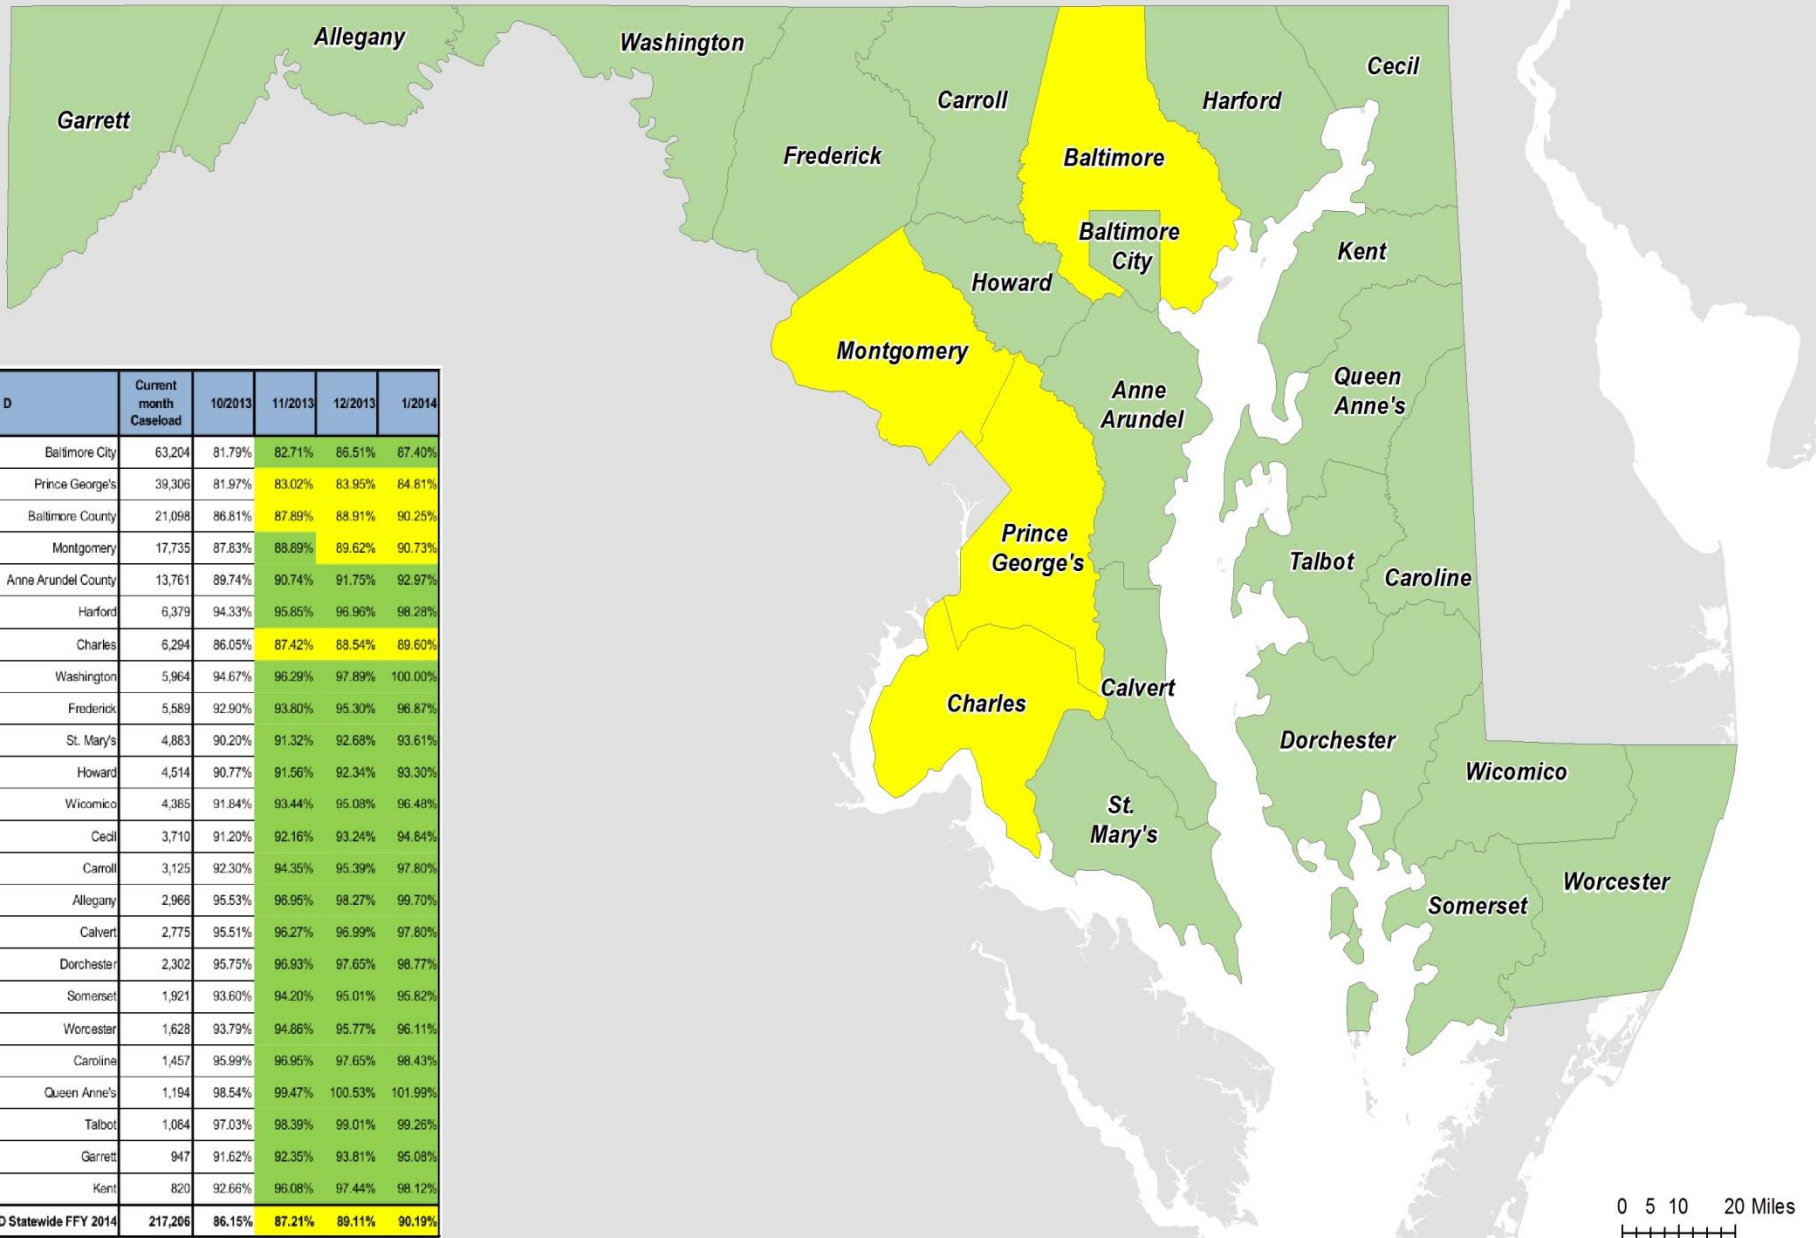 Allegany
Washington
Cecil
Garrett
Carroll
Harford
Frederick
Baltimore
Baltimore
City
Kent
Howard
Montgomery
Queen
Anne's
Anne
Arundel
Prince
George's
Talbot
Caroline
Charles
Calvert
Dorchester
Wicomico
St.
Mary's
Worcester
Somerset
D Current month Caseload 10/2013 11/2013 12/2013 1/2014
Baltimore City 63,204 81.79% 82.71% 86.51% 87.40%
Prince George's 39,306 81.97% 83.02% 83.95% 84.81%
Baltimore County 21,098 86.81% 87.89% 88.91% 90.25%
Montgomery 17,735 87.83% 88.89% 89.62% 90.73%
Anne Arundel County 13,761 89.74% 90.74% 91.75% 92.97%
Harford 6,379 94.33% 95.85% 96.96% 98.28%
Charles 6,294 86.05% 87.42% 88.54% 89.60%
Washington 5,964 94.67% 96.29% 97.89% 100.00%
Frederick 5,589 92.90% 93.80% 95.30% 96.87%
St. Mary's 4,883 90.20% 91.32% 92.68% 93.61%
Howard 4,514 90.77% 91.56% 92.34% 93.30%
Wicomico 4,385 91.84% 93.44% 95.08% 96.48%
Cecil 3,710 91.20% 92.16% 93.24% 94.84%
Carroll 3,125 92.30% 94.35% 95.39% 97.80%
Allegany 2,966 95.53% 96.95% 98.27% 99.70%
Calvert 2,775 95.51% 96.27% 96.99% 97.80%
Dorchester 2,302 95.75% 96.93% 97.65% 98.77%
Somerset 1,921 93.60% 94.20% 95.01% 95.82%
Worcester 1,628 93.79% 94.86% 95.77% 96.11%
Caroline 1,457 95.99% 96.95% 97.65% 98.43%
Queen Anne's 1,194 98.54% 99.47% 100.53% 101.99%
Talbot 1,084 97.03% 98.39% 99.01% 99.26%
Garrett 947 91.62% 92.35% 93.81% 95.08%
Kent 820 92.66% 96.08% 97.44% 98.12%
D Statewide FFY 2014 217,206 86.15% 87.21% 89.11% 90.19%
0 5 10 20 Miles